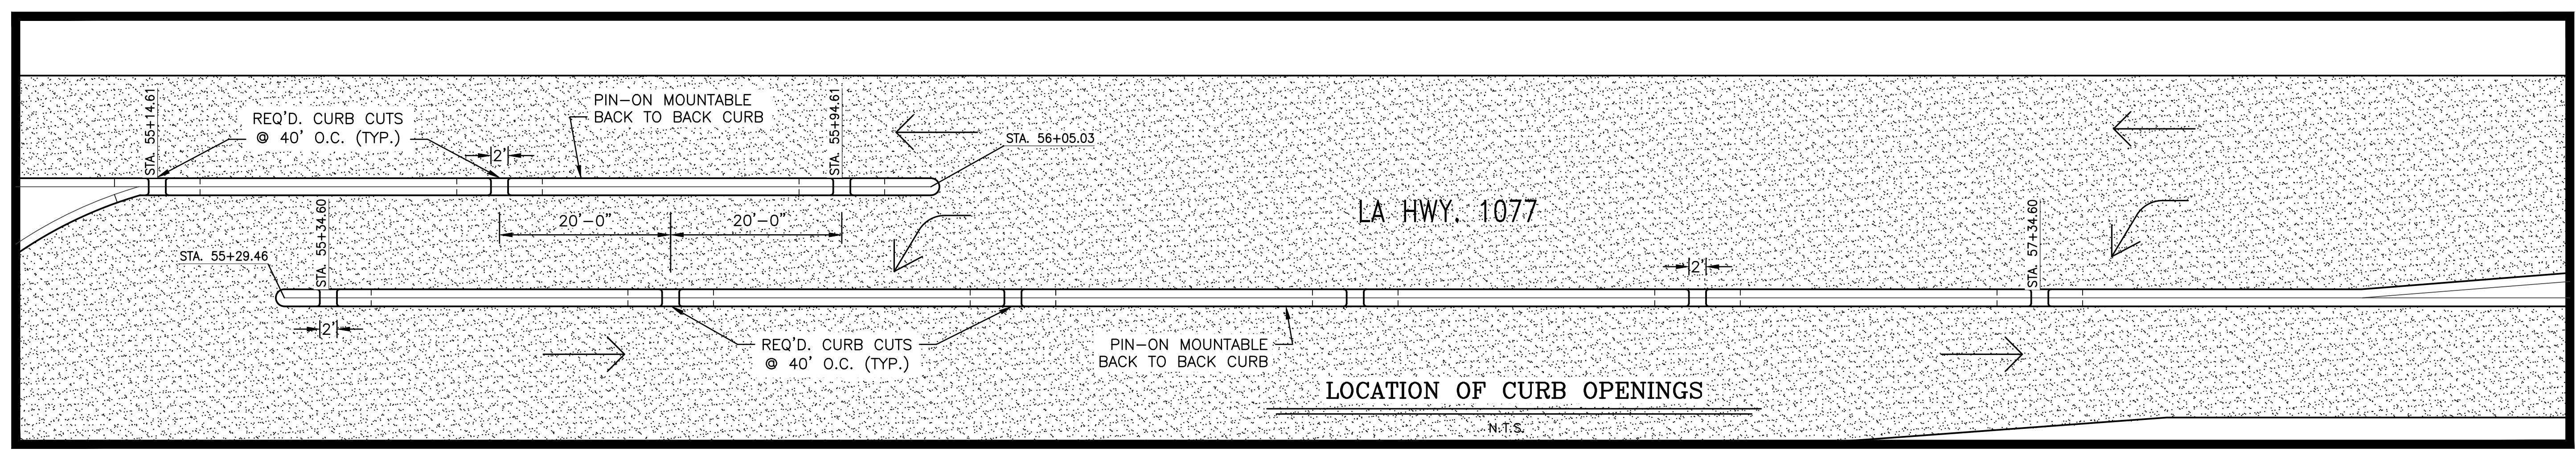 STA. 55+14.61
REQ'D. CURB CUTS
@ 40' O.C. (TYP.)
2'
PIN-ON MOUNTABLE
BACK TO BACK CURB
STA. 55+94.61
STA. 56+05.03
STA. 55+29.46
STA. 55+34.60
20'-0"
20'-0"
LA HWY. 1077
2'
STA. 57+34.60
2'
REQ'D. CURB CUTS
@ 40' O.C. (TYP.)
PIN-ON MOUNTABLE
BACK TO BACK CURB
LOCATION OF CURB OPENINGS
N.T.S.